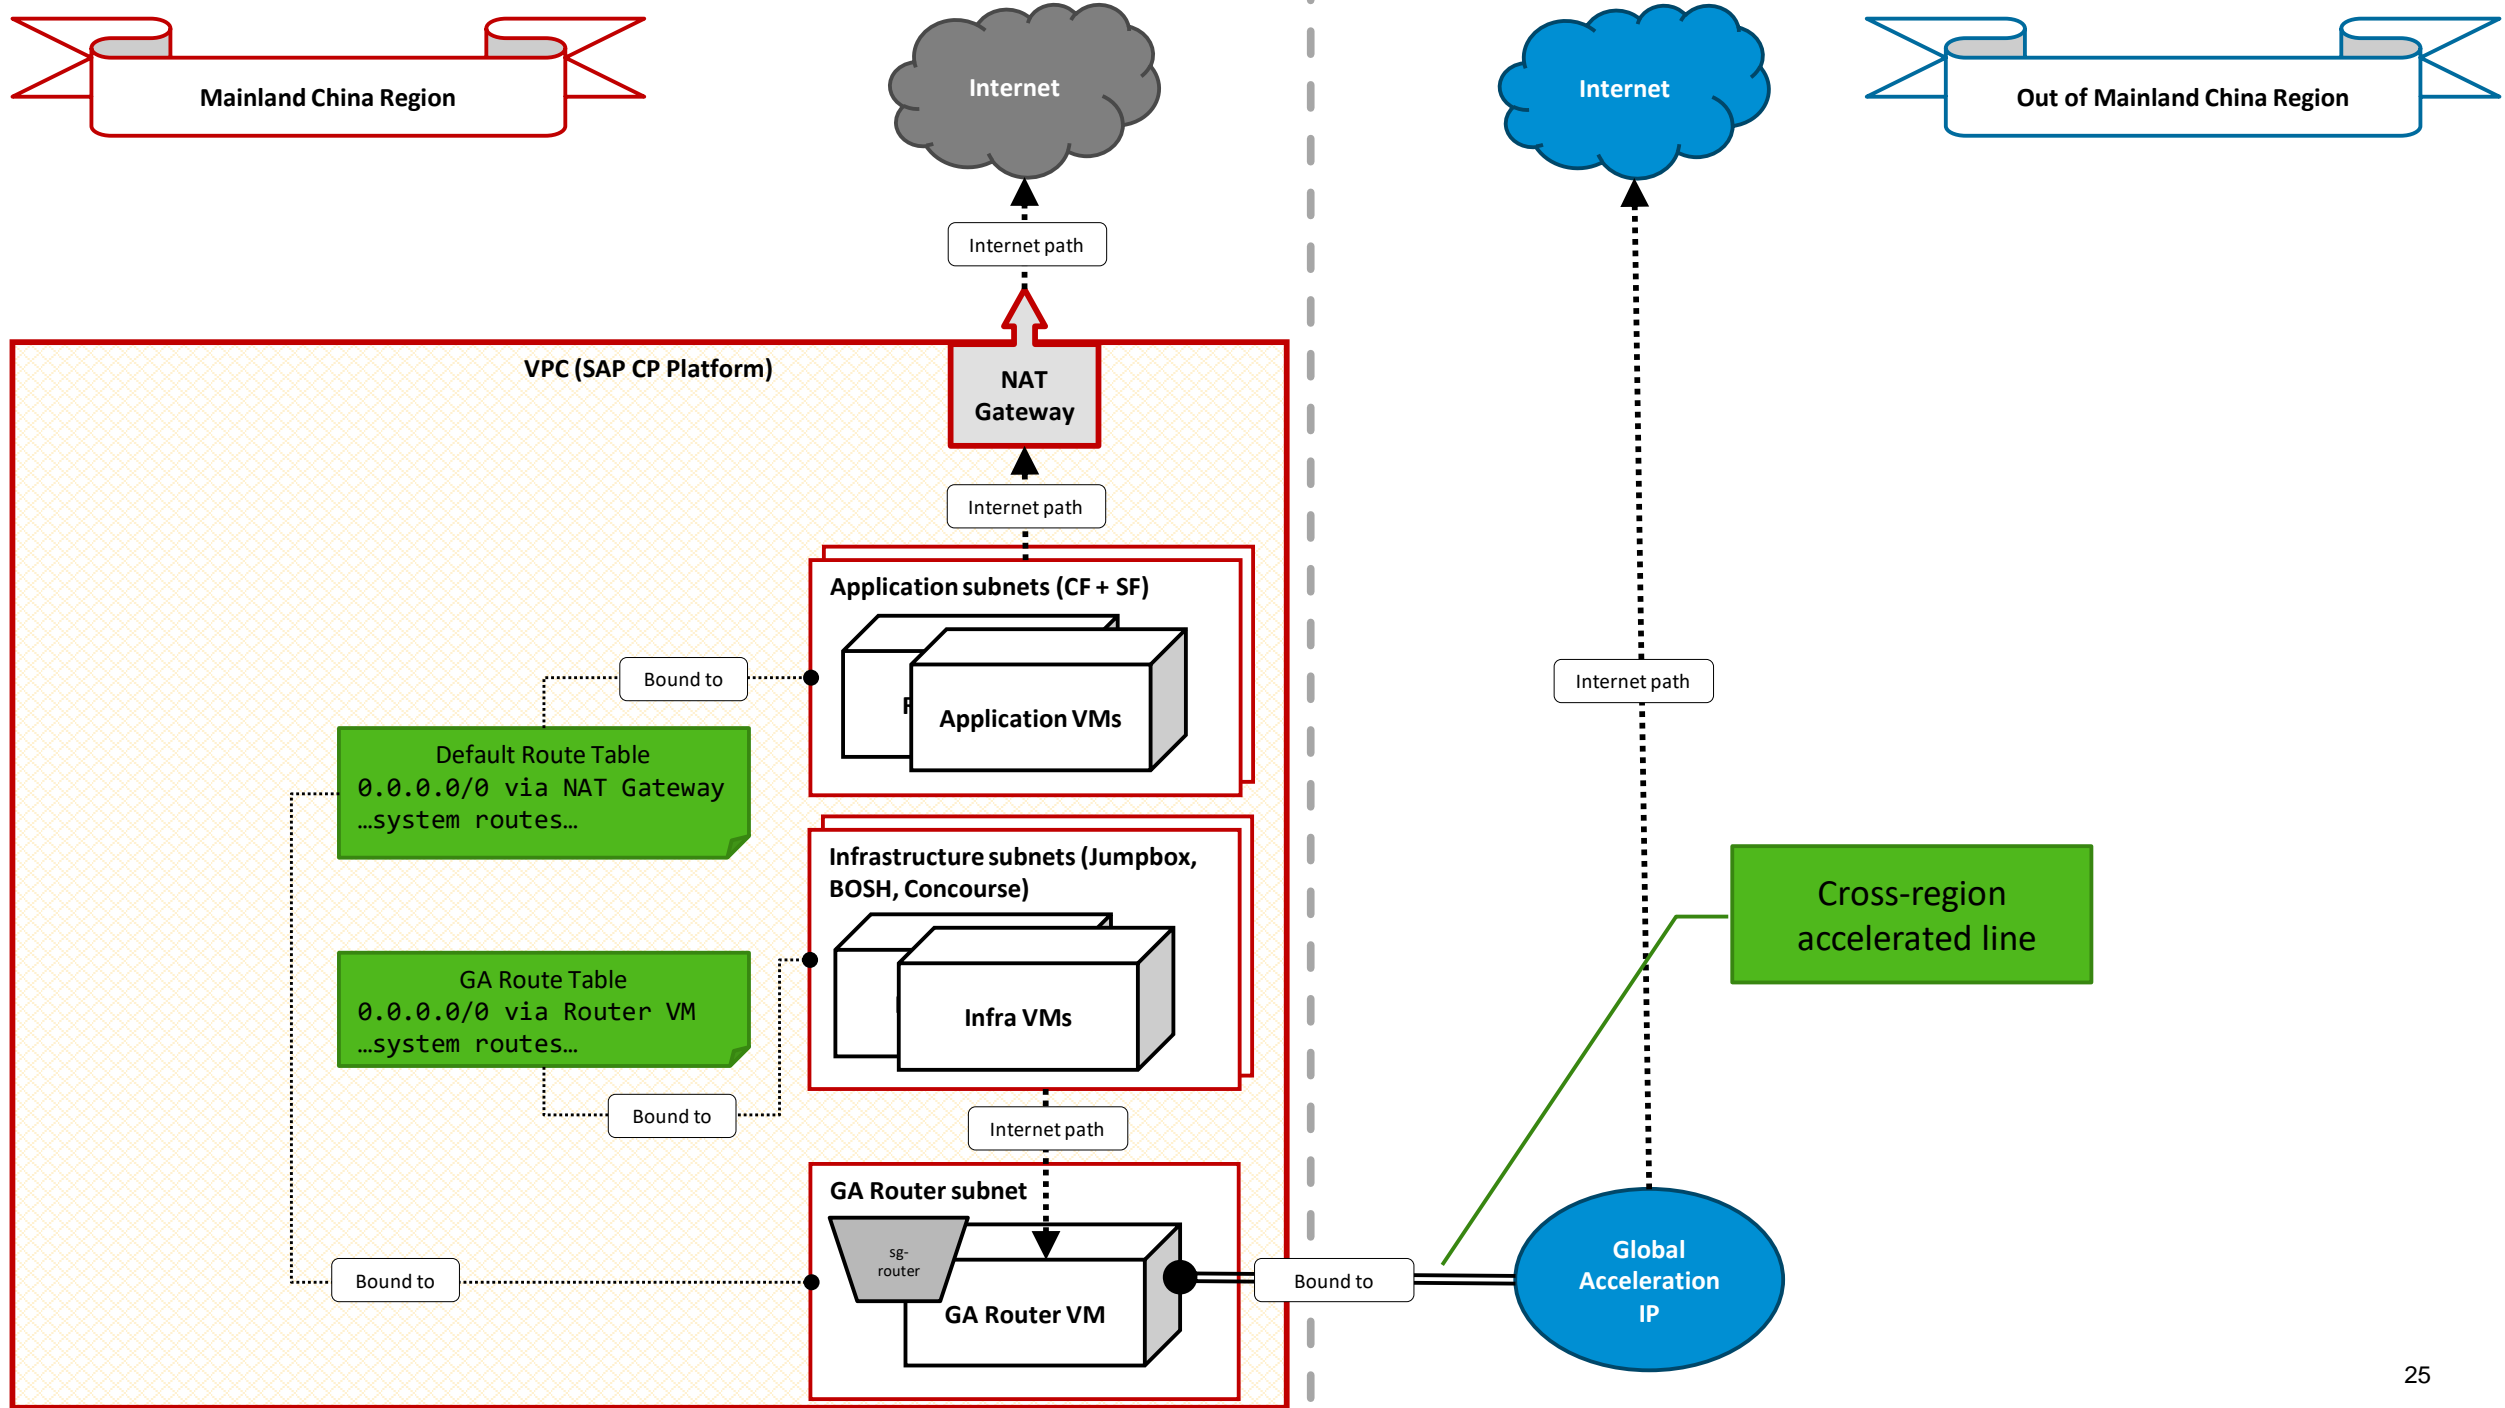 Mainland China Region
Internet
Internet
Out of Mainland China Region
Internet path
VPC (SAP CP Platform)
NAT
Gateway
Internet path
Application subnets (CF + SF)
Application VMs
Bound to
Internet path
Default Route Table
0.0.0.0/0 via NAT Gateway
…system routes…
Infrastructure subnets (Jumpbox,
BOSH, Concourse)
Infra VMs
Cross-region
accelerated line
GA Route Table
0.0.0.0/0 via Router VM
…system routes…
Bound to
Internet path
GA Router subnet
sg-
router
GA Router VM
Bound to
Bound to
Global
Acceleration
IP
25